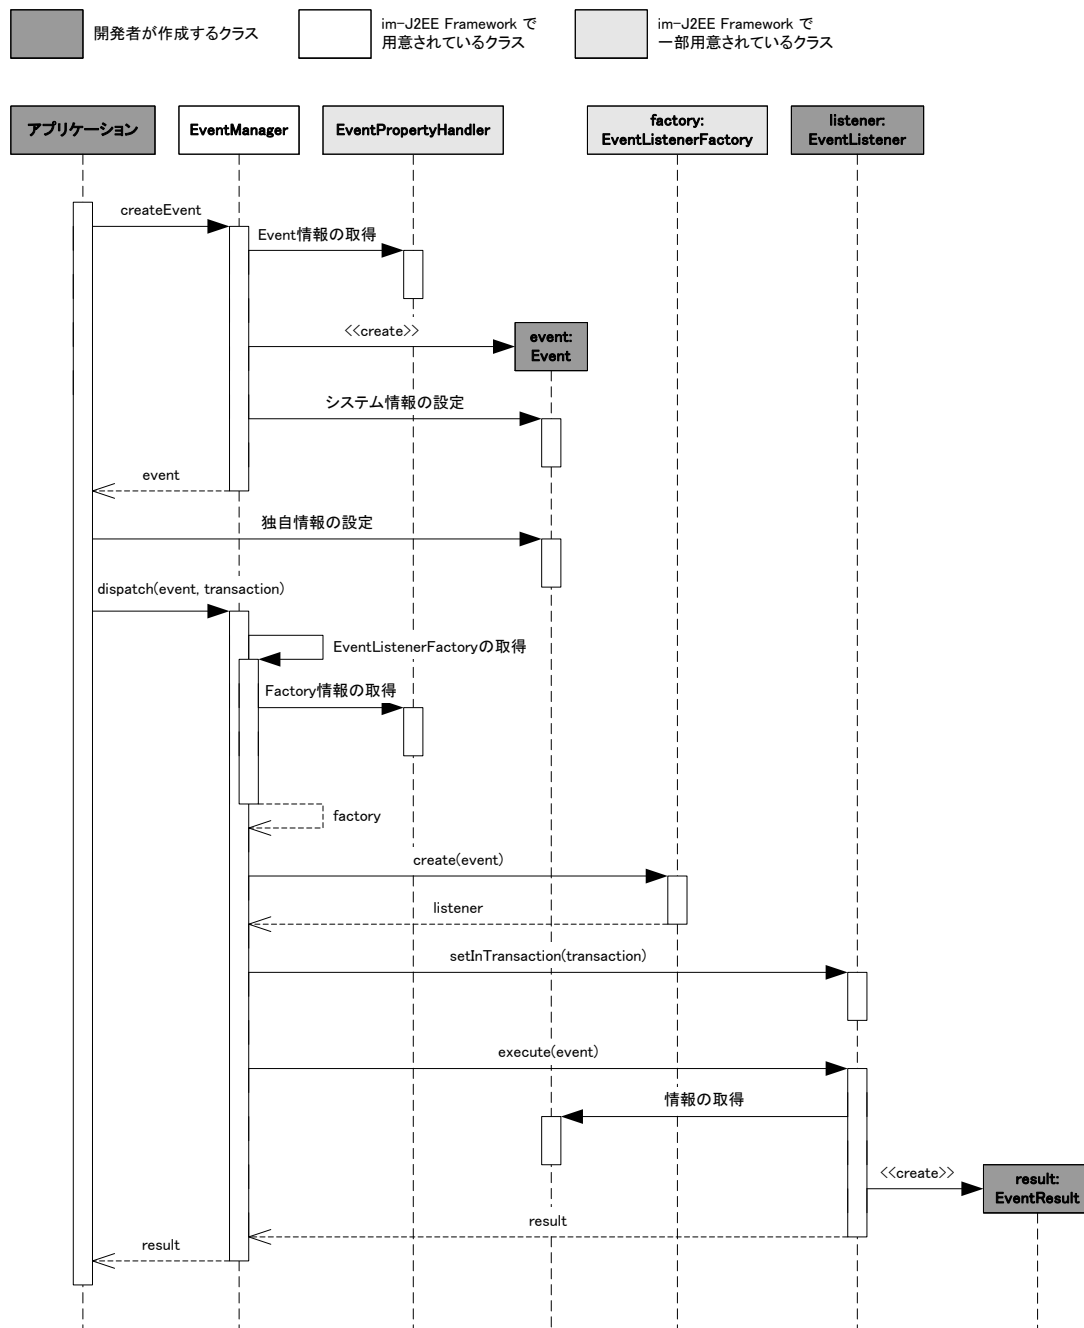 開発者が作成するクラス
im-J2EE Framework で
用意されているクラス
im-J2EE Framework で
一部用意されているクラス
アプリケーション
EventManager
EventPropertyHandler
factory:
EventListenerFactory
listener:
EventListener
createEvent
Event情報の取得
<<create>>
event:
Event
システム情報の設定
event
独自情報の設定
dispatch(event, transaction)
EventListenerFactoryの取得
Factory情報の取得
factory
create(event)
listener
setInTransaction(transaction)
execute(event)
情報の取得
<<create>>
result:
EventResult
result
result